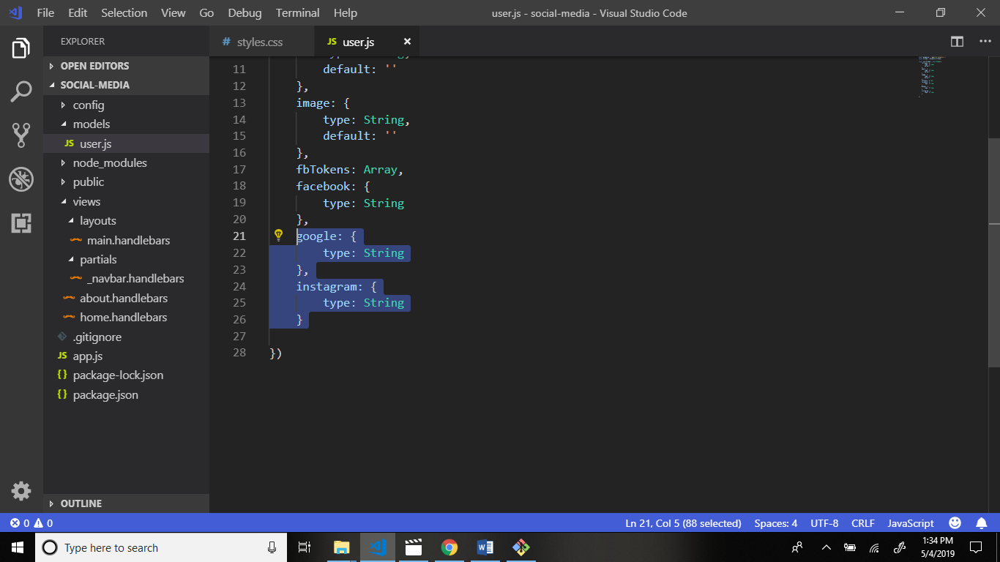 File Edit Selection View Go Debug Terminal Help
user.js - social-media - Visual Studio Code
EXPLORER
OPEN EDITORS
SOCIAL-MEDIA
config
models
JS user.js
node_modules
public
views
layouts
main.handlebars
partials
_navbar.handlebars
about.handlebars
home.handlebars
.gitignore
JS app.js
{} package-lock.json
{} package.json
OUTLINE
# styles.css
JS user.js
11 default: ''
12 },
13 image: {
14 type: String,
15 default: ''
16 },
17 fbTokens: Array,
18 facebook: {
19 type: String
20 },
21 google: {
22 type: String
23 },
24 instagram: {
25 type: String
26 }
27
28 })
0 0
Ln 21, Col 5 (88 selected) Spaces: 4 UTF-8 CRLF JavaScript
Type here to search
1:34 PM
5/4/2019